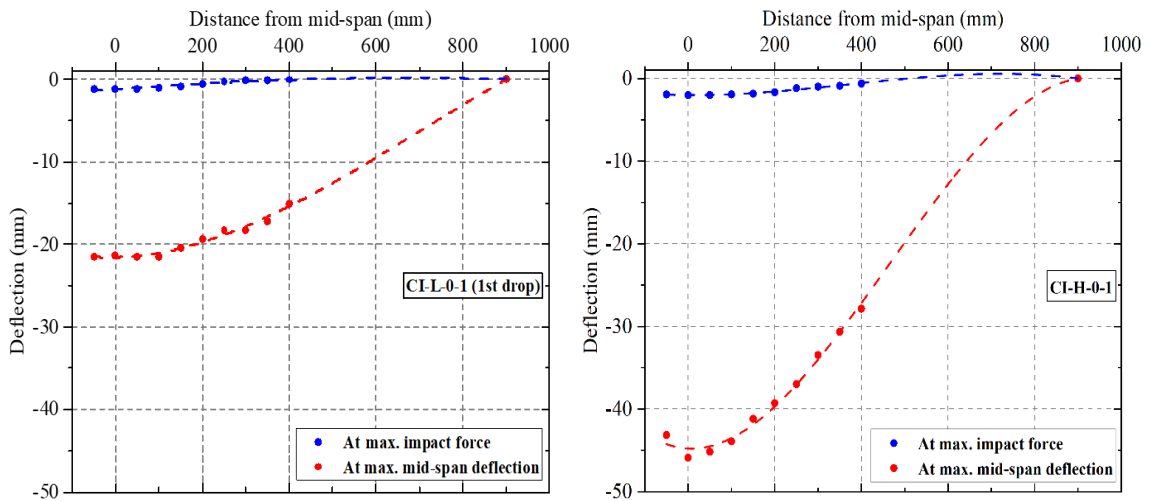 Distance from mid-span (mm)
0 200 400 600 800 1000
0
-10
-20
-30
-40
-50
Deflection (mm)
CI-L-0-1 (1st drop)
At max. impact force
At max. mid-span deflection
Distance from mid-span (mm)
0 200 400 600 800 1000
0
-10
-20
-30
-40
-50
Deflection (mm)
CI-H-0-1
At max. impact force
At max. mid-span deflection